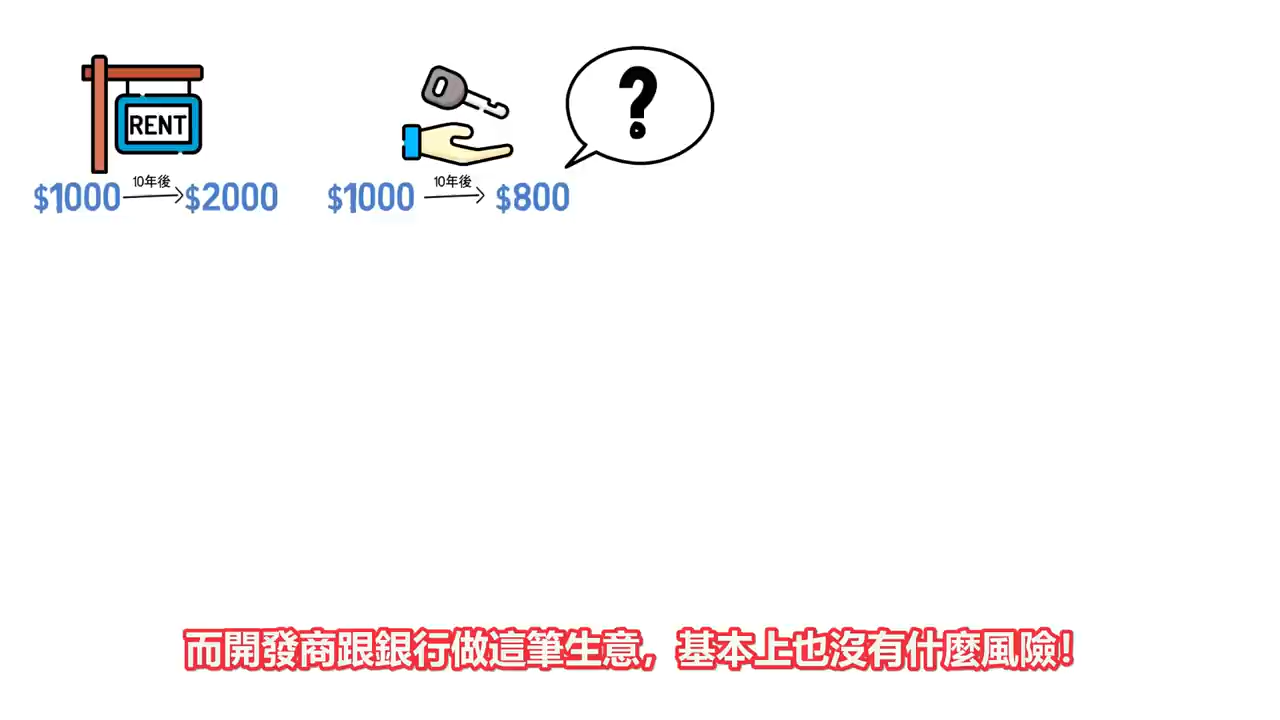 RENT
?
$1000 10年後 $2000
$1000 10年後 $800
而開發商跟銀行做這筆生意，基本上也沒有什麼風險！